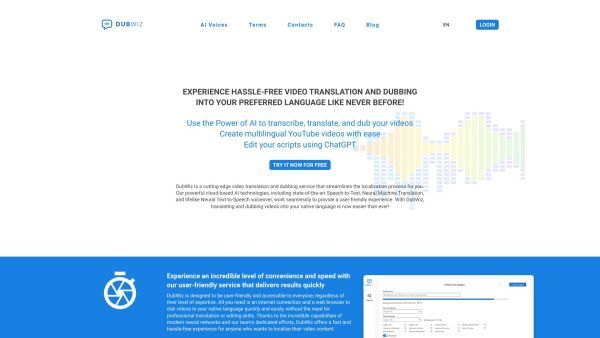 DUBWIZ
AI Voices
Terms
Contacts
FAQ
Blog
EN
LOGIN
EXPERIENCE HASSLE-FREE VIDEO TRANSLATION AND DUBBING
INTO YOUR PREFERRED LANGUAGE LIKE NEVER BEFORE!
Use the Power of AI to transcribe, translate, and dub your videos
Create multilingual YouTube videos with ease
Edit your scripts using ChatGPT
TRY IT NOW FOR FREE
DubWiz is a cutting-edge video translation and dubbing service that streamlines the localization process for you.
Our powerful cloud-based AI technologies, including state-of-the-art Speech-to-Text, Neural Machine Translation,
and lifelike Neural Text-to-Speech voiceover, work seamlessly to provide a user-friendly experience. With DubWiz,
translating and dubbing videos into your native language is now easier than ever!
Experience an incredible level of convenience and speed with
our user-friendly service that delivers results quickly
DubWiz is designed to be user-friendly and accessible to everyone, regardless of
their level of expertise. All you need is an internet connection and a web browser to
dub videos in your native language quickly and easily, without the need for
professional translation or editing skills. Thanks to the incredible capabilities of
modern neural networks and our team's dedicated efforts, DubWiz offers a fast and
hassle-free experience for anyone who wants to localize their video content.